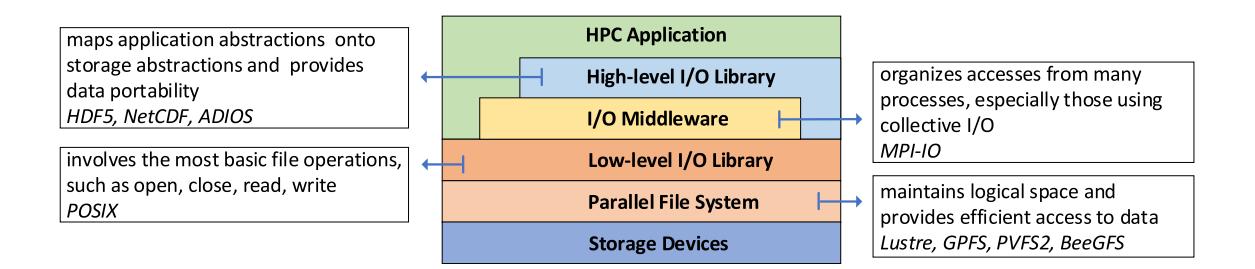 maps application abstractions onto
storage abstractions and provides
data portability
HDF5, NetCDF, ADIOS
involves the most basic file operations,
such as open, close, read, write
POSIX
HPC Application
High-level I/O Library
I/O Middleware
Low-level I/O Library
Parallel File System
Storage Devices
organizes accesses from many
processes, especially those using
collective I/O
MPI-IO
maintains logical space and
provides efficient access to data
Lustre, GPFS, PVFS2, BeeGFS